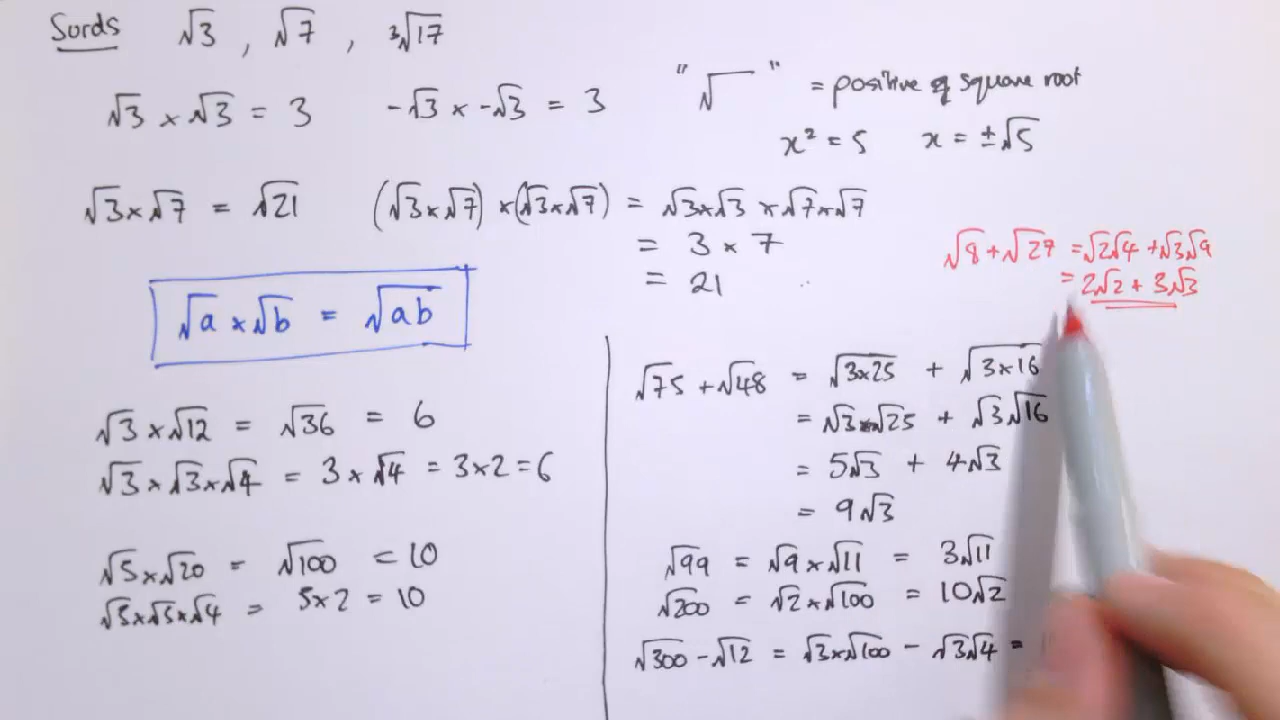 Surds √3 , √7 , ³√17
√3 × √3 = 3 -√3 × -√3 = 3
"√‾" = positive of square root
x² = 5 x = ±√5
√3 × √7 = √21 (√3 × √7) × (√3 × √7) = √3 × √3 × √7 × √7
= 3 × 7
= 21
√8 + √27 = √2√4 + √3√9
= 2√2 + 3√3
√a × √b = √ab
√3 × √12 = √36 = 6
√3 × √3 × √4 = 3 × √4 = 3 × 2 = 6
√5 × √20 = √100 = 10
√5 × √5 × √4 = 5 × 2 = 10
√75 + √48 = √3×25 + √3×16
= √3 × √25 + √3√16
= 5√3 + 4√3
= 9√3
√99 = √9 × √11 = 3√11
√200 = √2 × √100 = 10√2
√300 - √12 = √3 × √100 - √3√4 =